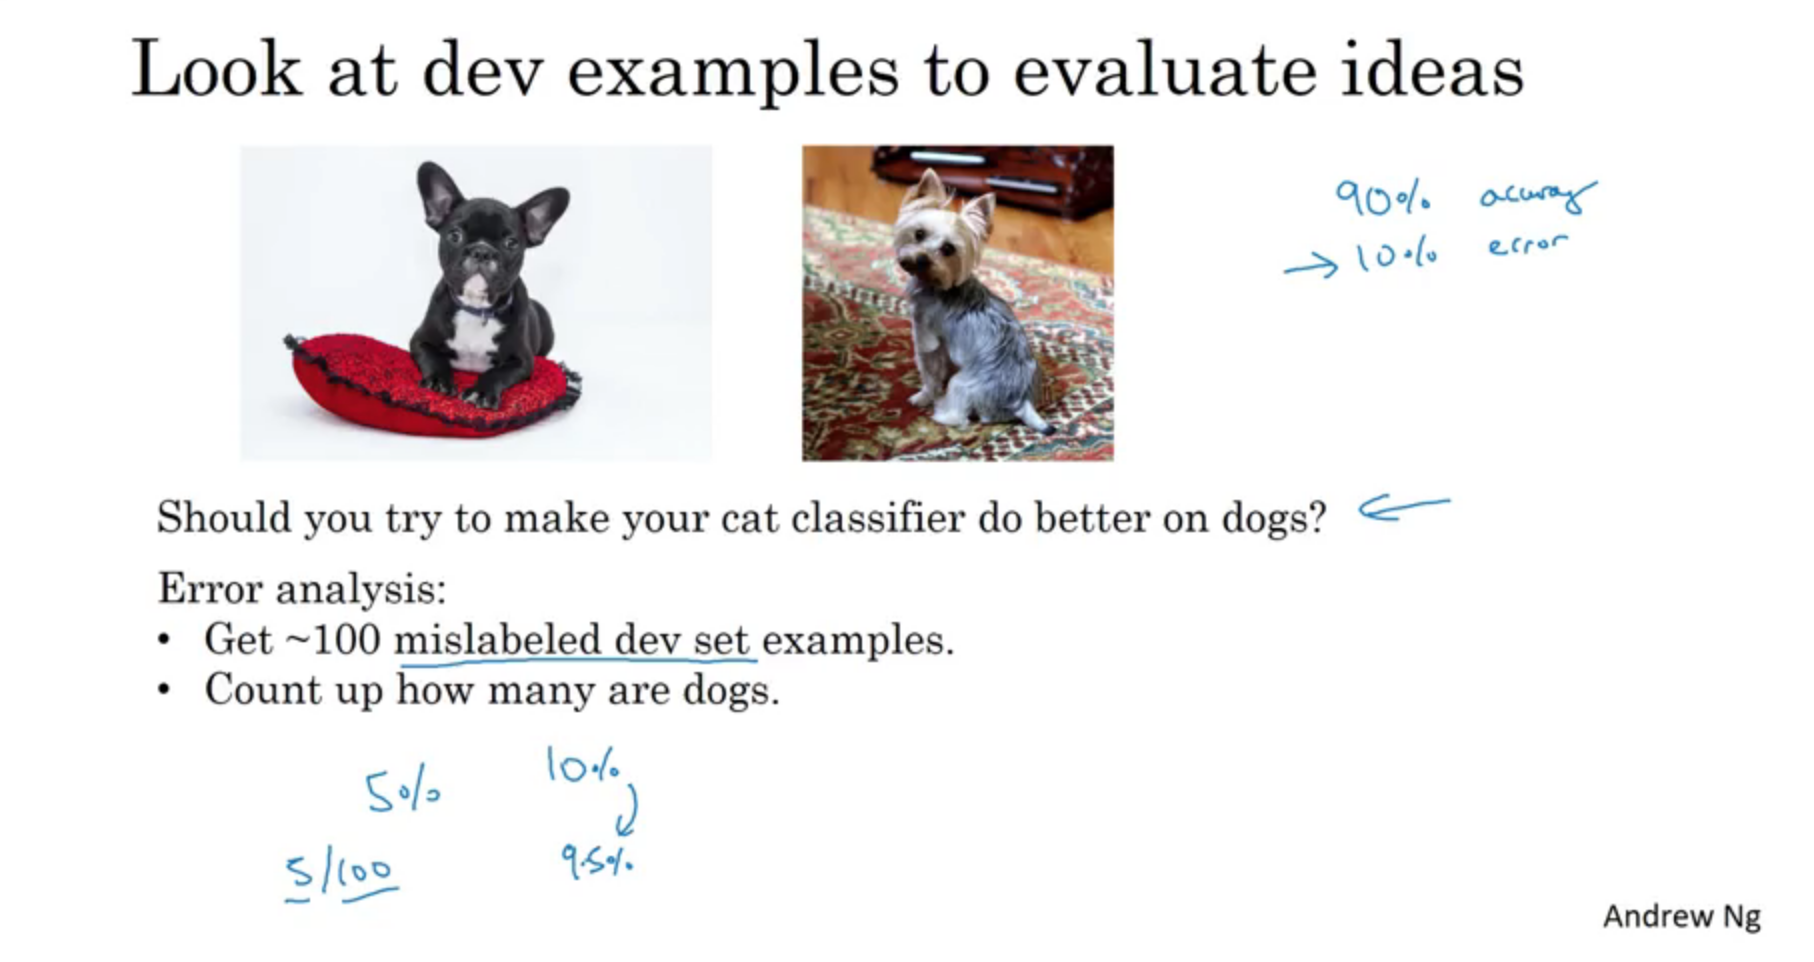 Look at dev examples to evaluate ideas
90% accuracy
→ 10% error
Should you try to make your cat classifier do better on dogs?
Error analysis:
• Get ~100 mislabeled dev set examples.
• Count up how many are dogs.
5% 10%
5/100 9.5%
Andrew Ng